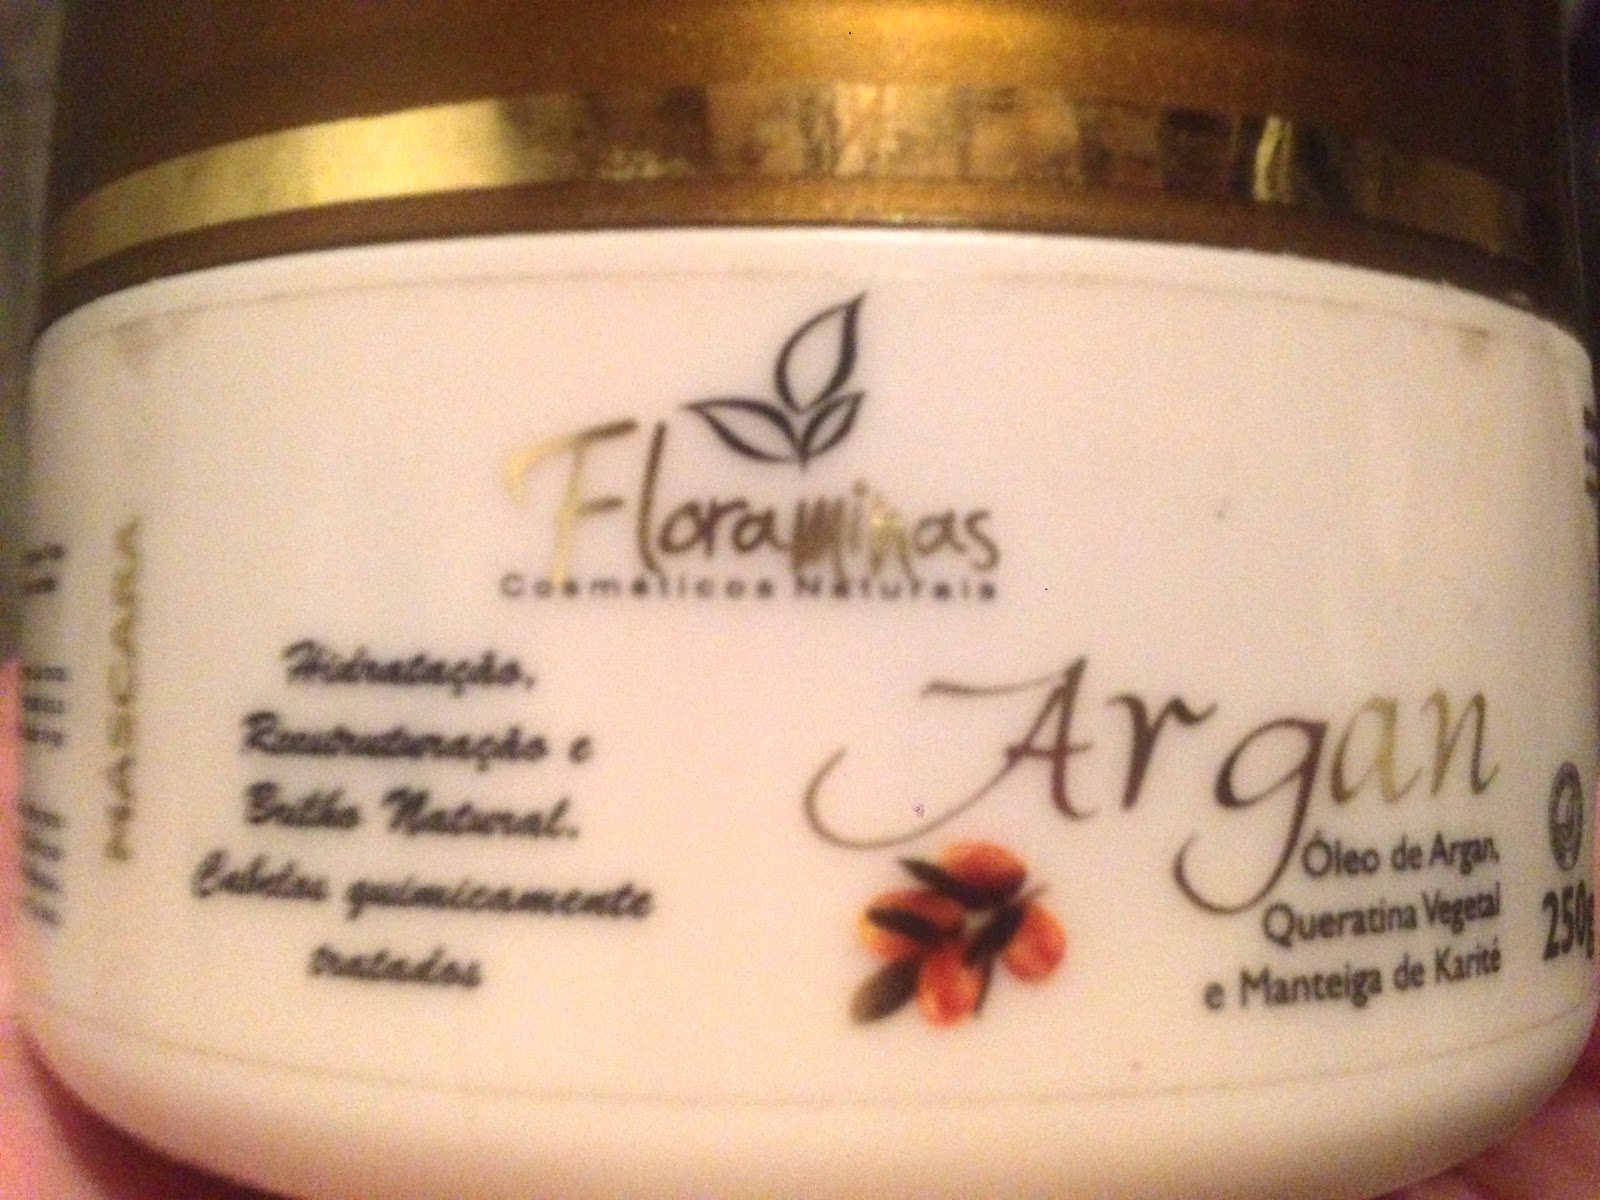 Floraminas
Cosméticos Naturais
MÁSCARA
Hidratação,
Reestruturação e
Brilho Natural.
Cabelos quimicamente
tratados
Argan
Óleo de Argan,
Queratina Vegetal
e Manteiga de Karité
250g